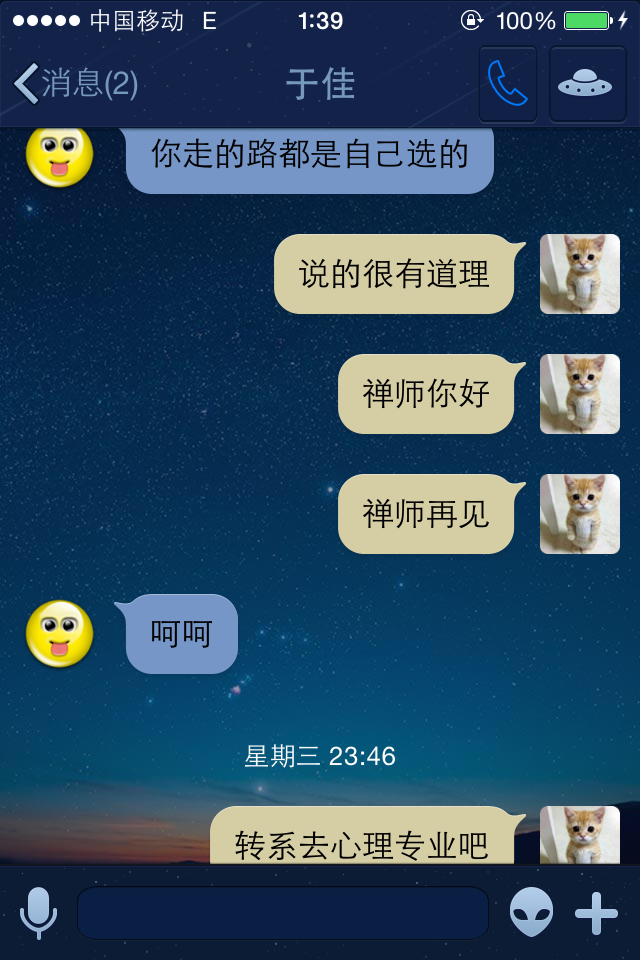 中国移动 E 1:39 100%
消息(2) 于佳
你走的路都是自己选的
说的很有道理
禅师你好
禅师再见
呵呵
星期三 23:46
转系去心理专业吧